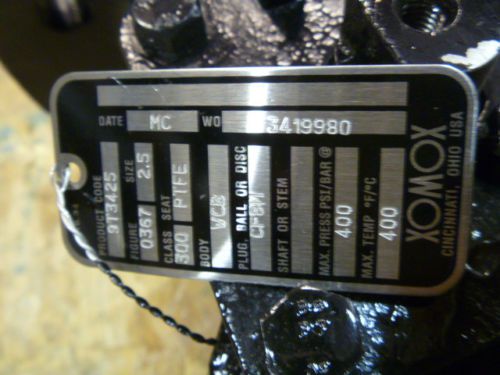 DATE MC WO 3419980
PRODUCT CODE 973425
FIGURE 0367 SIZE 2.5
CLASS 300 SEAT PTFE
BODY WCB
PLUG, BALL OR DISC CF8M
SHAFT OR STEM
MAX. PRESS PSI/BAR @ 400
MAX. TEMP °F/°C 400
XOMOX
CINCINNATI, OHIO USA